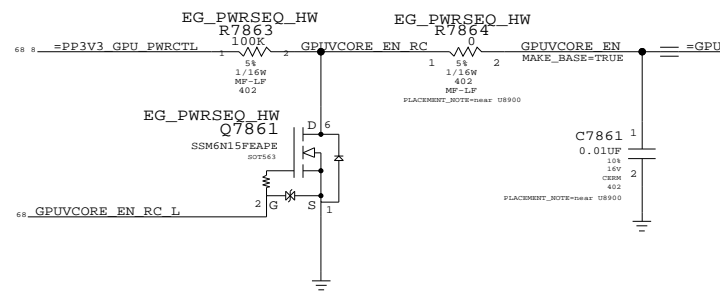 EG_PWRSEQ_HW
R7863
100K
68 8 =PP3V3_GPU_PWRCTL
1
2
5%
1/16W
MF-LF
402
GPUVCORE_EN_RC
EG_PWRSEQ_HW
R7864
0
1
2
5%
1/16W
MF-LF
402
PLACEMENT_NOTE=near U8900
GPUVCORE_EN
MAKE_BASE=TRUE
=GPU
EG_PWRSEQ_HW
Q7861
SSM6N15FEAPE
SOT563
D 6
2 G
S 1
68 GPUVCORE_EN_RC_L
C7861
0.01UF
10%
16V
CERM
402
PLACEMENT_NOTE=near U8900
1
2